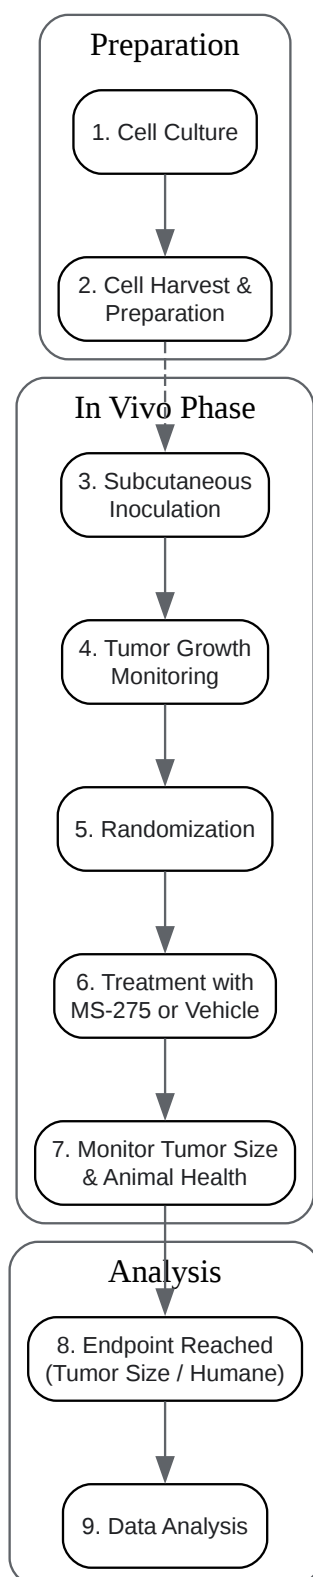 Preparation
1. Cell Culture
2. Cell Harvest &
Preparation
In Vivo Phase
3. Subcutaneous
Inoculation
4. Tumor Growth
Monitoring
5. Randomization
6. Treatment with
MS-275 or Vehicle
7. Monitor Tumor Size
& Animal Health
Analysis
8. Endpoint Reached
(Tumor Size / Humane)
9. Data Analysis